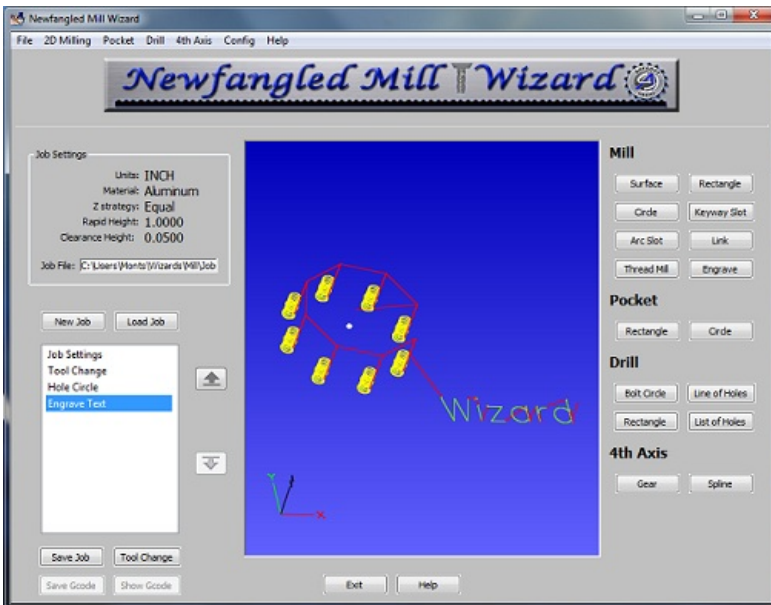 Newfangled Mill Wizard
File 2D Milling Pocket Drill 4th Axis Config Help
Newfangled Mill Wizard
Job Settings
Units: INCH
Material: Aluminum
Z strategy: Equal
Rapid Height: 1.0000
Clearance Height: 0.0500
Job File: C:\Users\Monts\Wizards\Mill\Job
New Job Load Job
Job Settings
Tool Change
Hole Circle
Engrave Text
Save Job Tool Change
Save Gcode Show Gcode
Wizard
Y
X
Exit Help
Mill
Surface Rectangle
Circle Keyway Slot
Arc Slot Link
Thread Mill Engrave
Pocket
Rectangle Circle
Drill
Bolt Circle Line of Holes
Rectangle List of Holes
4th Axis
Gear Spline